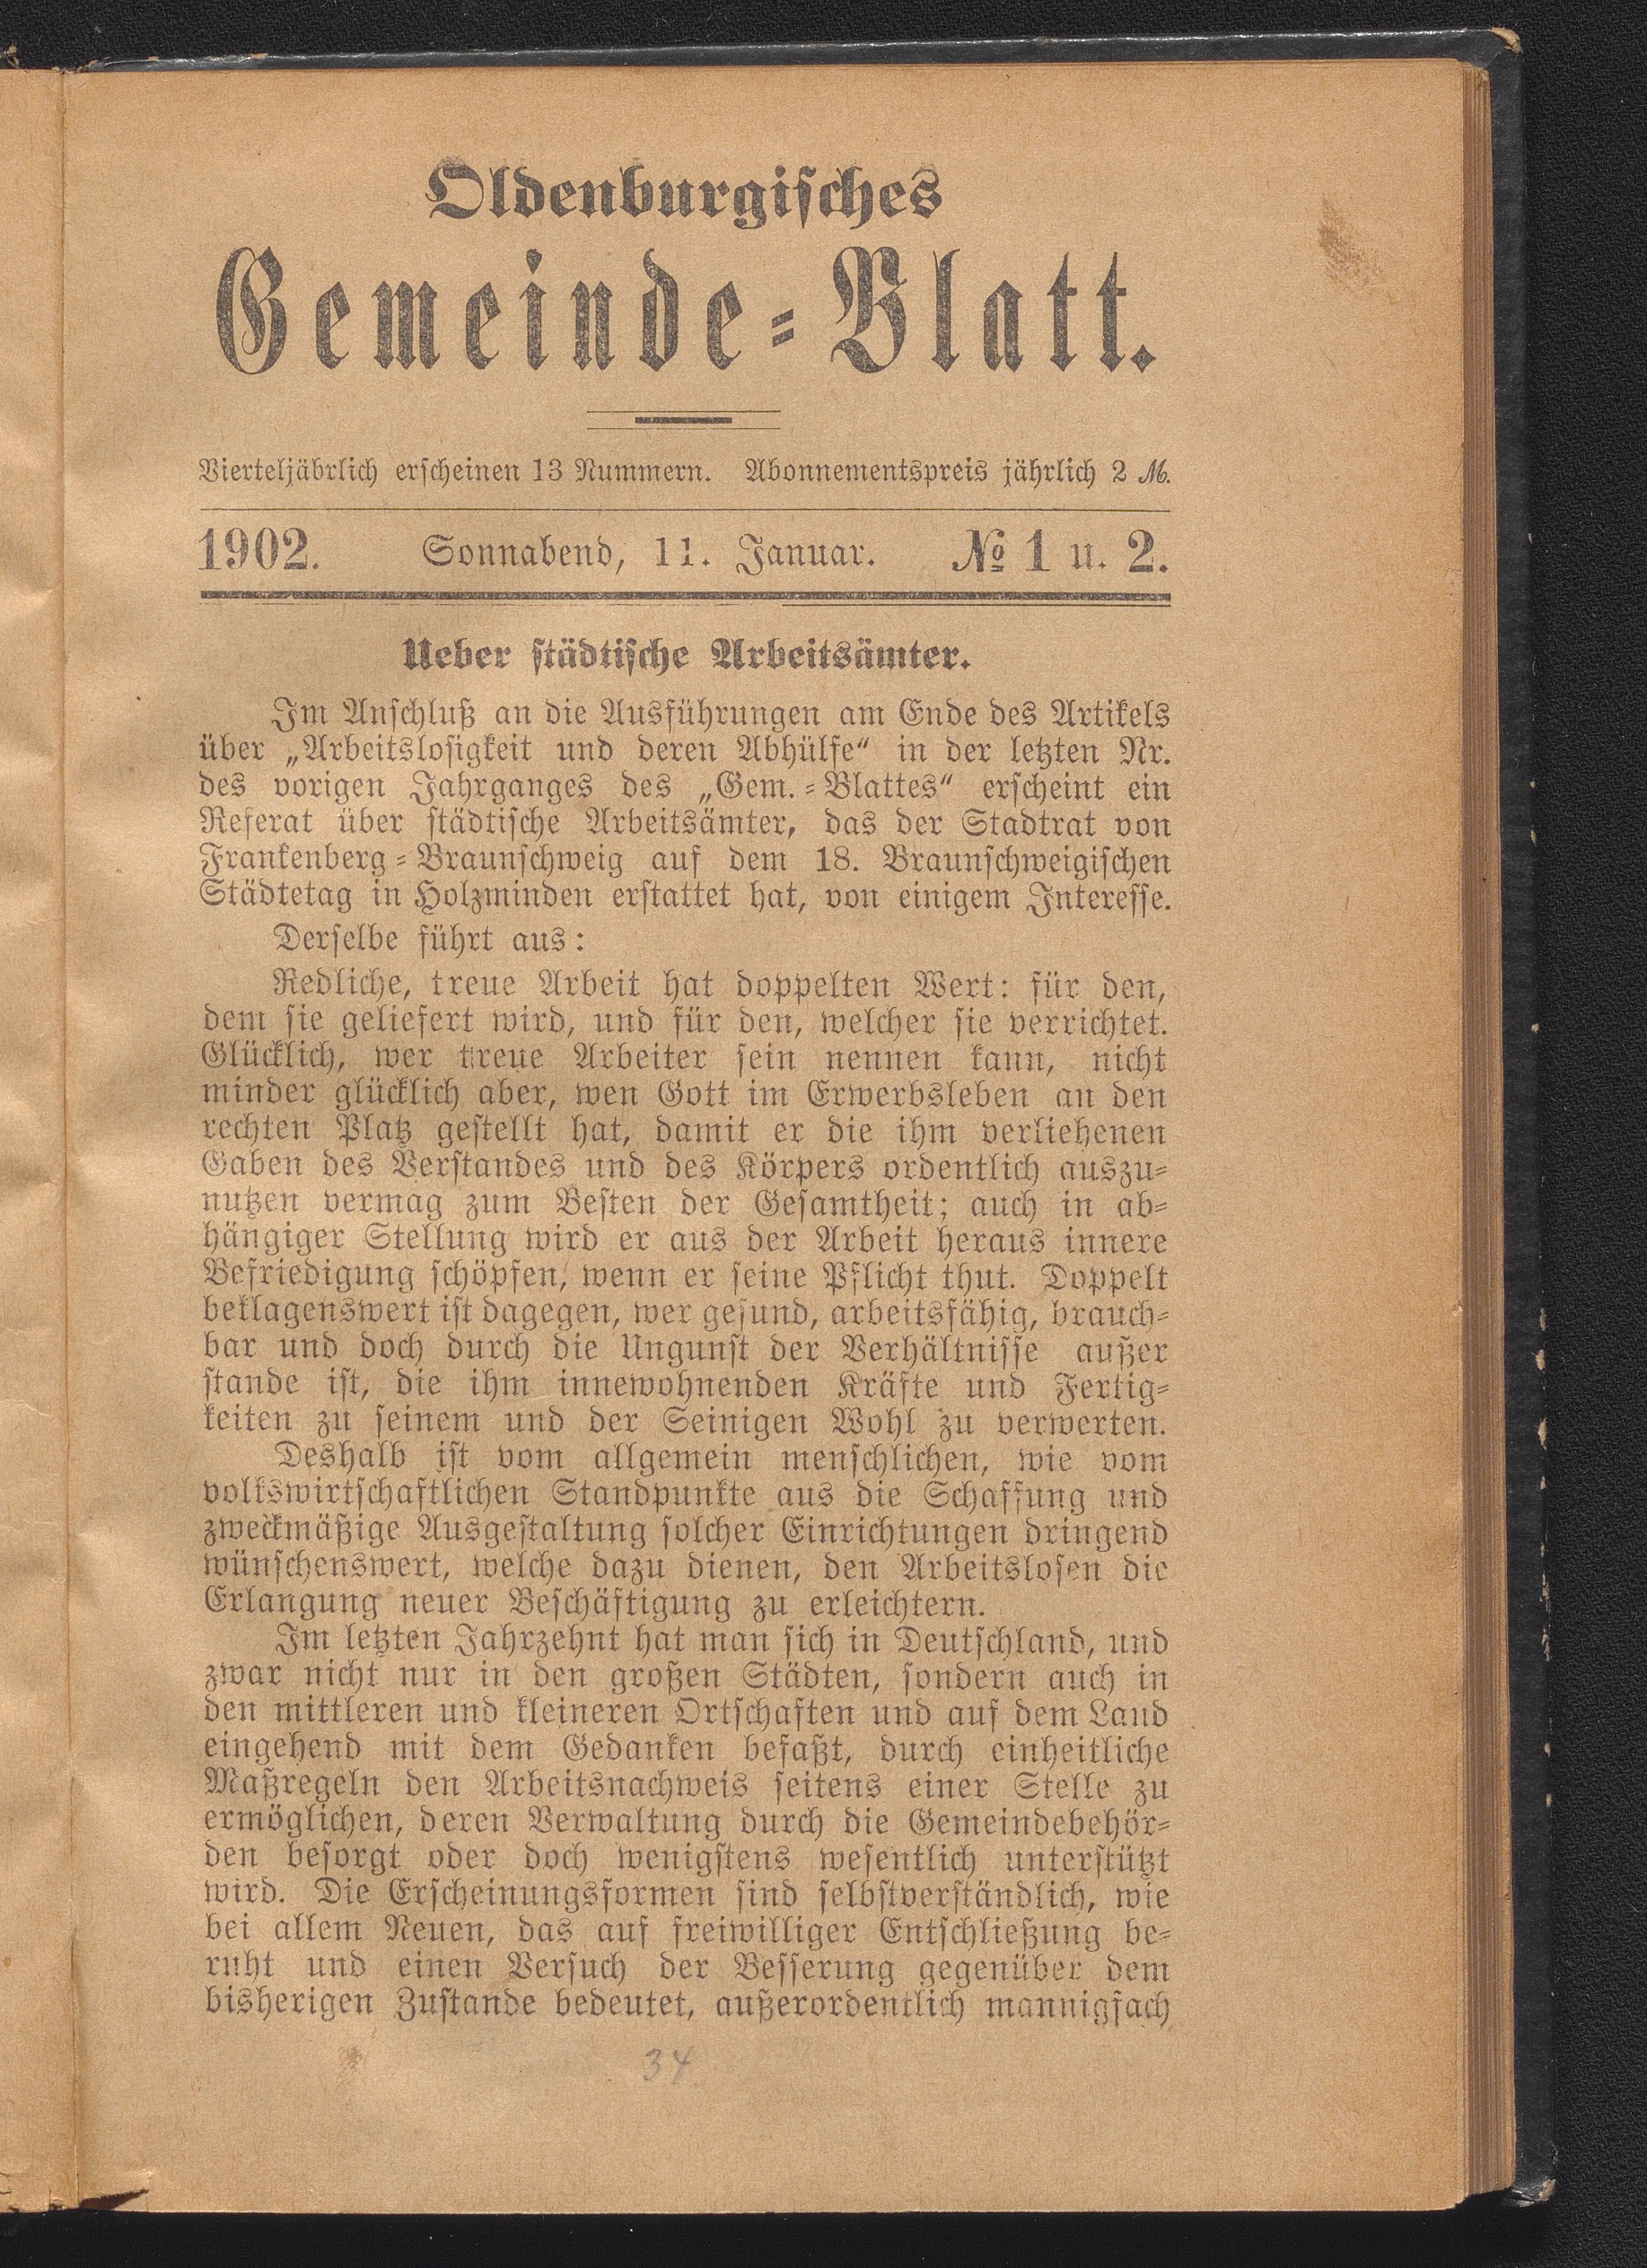 Oldenburgisches
Gemeinde-Blatt.
Vierteljäbrlich erscheinen 13 Nummern. Abonnementspreis jährlich 2 M.
1902. Sonnabend, 11. Januar. № 1 u. 2.
Ueber städtische Arbeitsämter.
Im Anschluß an die Ausführungen am Ende des Artikels
über „Arbeitslosigkeit und deren Abhülfe“ in der letzten Nr.
des vorigen Jahrganges des „Gem.-Blattes“ erscheint ein
Referat über städtische Arbeitsämter, das der Stadtrat von
Frankenberg-Braunschweig auf dem 18. Braunschweigischen
Städtetag in Holzminden erstattet hat, von einigem Interesse.
Derselbe führt aus:
Redliche, treue Arbeit hat doppelten Wert: für den,
dem sie geliefert wird, und für den, welcher sie verrichtet.
Glücklich, wer treue Arbeiter sein nennen kann, nicht
minder glücklich aber, wen Gott im Erwerbsleben an den
rechten Platz gestellt hat, damit er die ihm verliehenen
Gaben des Verstandes und des Körpers ordentlich auszu-
nutzen vermag zum Besten der Gesamtheit; auch in ab-
hängiger Stellung wird er aus der Arbeit heraus innere
Befriedigung schöpfen, wenn er seine Pflicht thut. Doppelt
beklagenswert ist dagegen, wer gesund, arbeitsfähig, brauch-
bar und doch durch die Ungunst der Verhältnisse außer
stande ist, die ihm innewohnenden Kräfte und Fertig-
keiten zu seinem und der Seinigen Wohl zu verwerten.
Deshalb ist vom allgemein menschlichen, wie vom
volkswirtschaftlichen Standpunkte aus die Schaffung und
zweckmäßige Ausgestaltung solcher Einrichtungen dringend
wünschenswert, welche dazu dienen, den Arbeitslosen die
Erlangung neuer Beschäftigung zu erleichtern.
Im letzten Jahrzehnt hat man sich in Deutschland, und
zwar nicht nur in den großen Städten, sondern auch in
den mittleren und kleineren Ortschaften und auf dem Land
eingehend mit dem Gedanken befaßt, durch einheitliche
Maßregeln den Arbeitsnachweis seitens einer Stelle zu
ermöglichen, deren Verwaltung durch die Gemeindebehör-
den besorgt oder doch wenigstens wesentlich unterstützt
wird. Die Erscheinungsformen sind selbstverständlich, wie
bei allem Neuen, das auf freiwilliger Entschließung be-
ruht und einen Versuch der Besserung gegenüber dem
bisherigen Zustande bedeutet, außerordentlich mannigfach
34